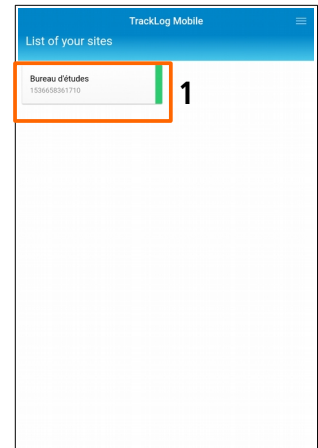 TrackLog Mobile
List of your sites
Bureau d'études
1536658361710
1